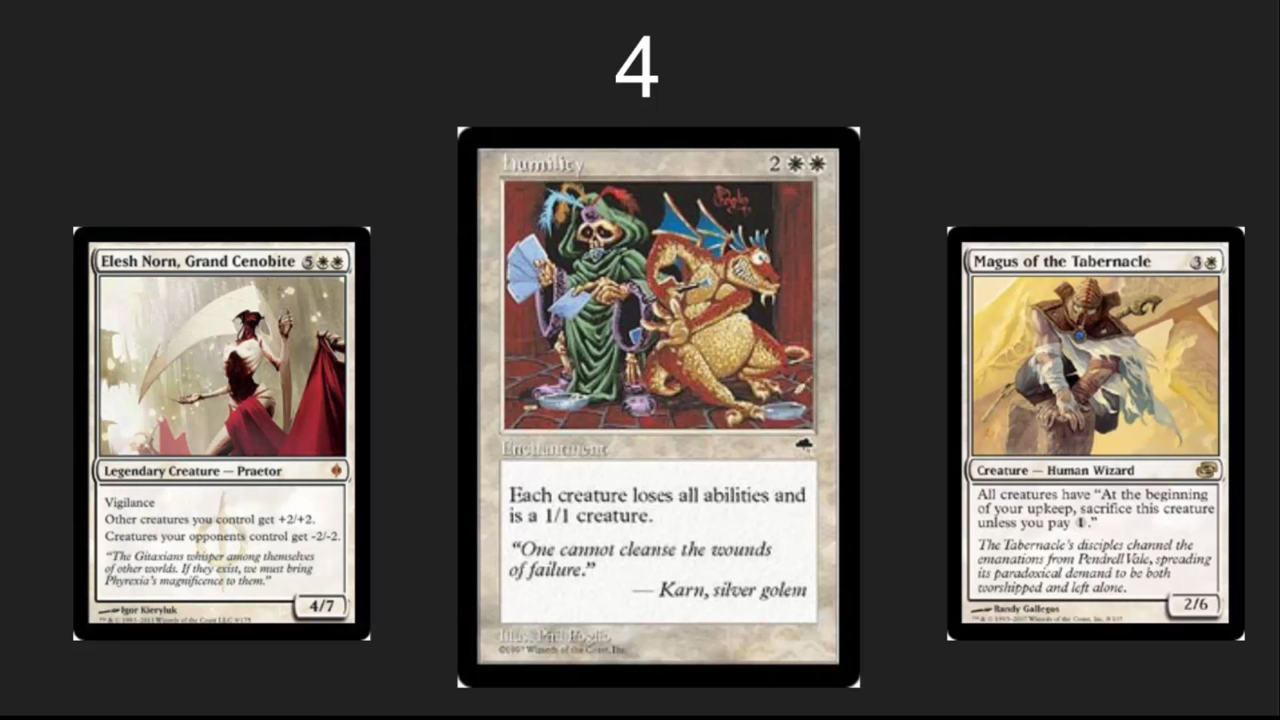 4
Elesh Norn, Grand Cenobite 5
Legendary Creature — Praetor
Vigilance
Other creatures you control get +2/+2.
Creatures your opponents control get -2/-2.
"The Gitaxians whisper among themselves
of other worlds. If they exist, we must bring
Phyrexia's magnificence to them."
Igor Kieryluk
4/7
Humility 2
Enchantment
Each creature loses all abilities and
is a 1/1 creature.
"One cannot cleanse the wounds
of failure."
— Karn, silver golem
Illus. Phil Foglio
©1997 Wizards of the Coast, Inc.
Magus of the Tabernacle 3
Creature — Human Wizard
All creatures have "At the beginning
of your upkeep, sacrifice this creature
unless you pay 1."
The Tabernacle's disciples channel the
emanations from Pendrell Vale, spreading
its paradoxical demand to be both
worshipped and left alone.
Randy Gallegos
2/6